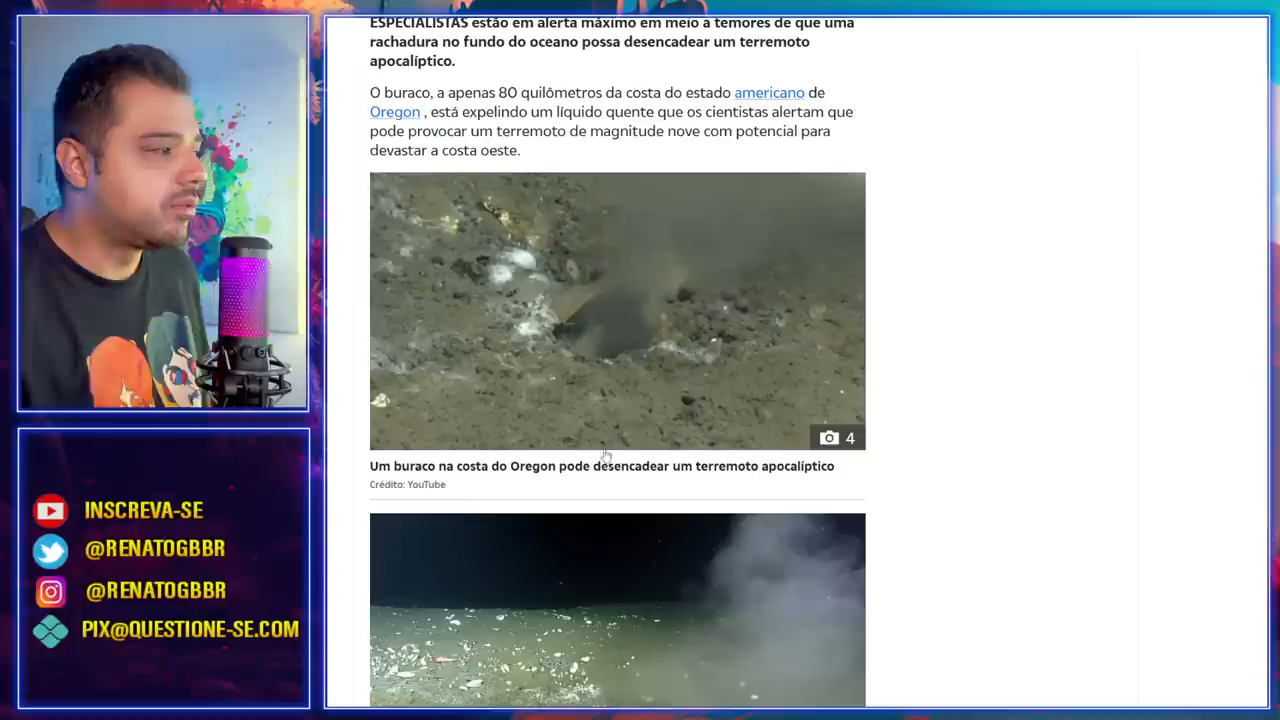 ESPECIALISTAS estão em alerta máximo em meio a temores de que uma
rachadura no fundo do oceano possa desencadear um terremoto
apocalíptico.
O buraco, a apenas 80 quilômetros da costa do estado americano de
Oregon , está expelindo um líquido quente que os cientistas alertam que
pode provocar um terremoto de magnitude nove com potencial para
devastar a costa oeste.
4
Um buraco na costa do Oregon pode desencadear um terremoto apocalíptico
Crédito: YouTube
INSCREVA-SE
@RENATOGBBR
@RENATOGBBR
PIX@QUESTIONE-SE.COM